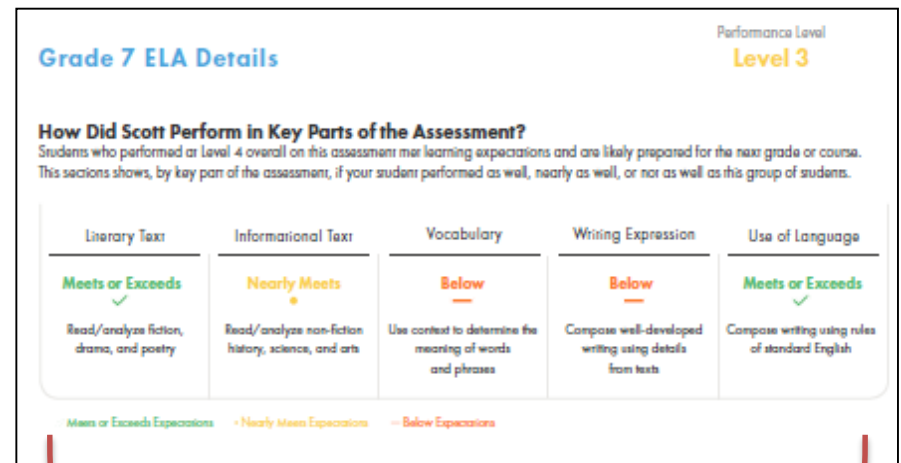 Performance Level
Grade 7 ELA Details
Level 3
How Did Scott Perform in Key Parts of the Assessment?
Students who performed at Level 4 overall on this assessment met learning expectations and are likely prepared for the next grade or course.
This sections shows, by key part of the assessment, if your student performed as well, nearly as well, or not as well as this group of students.
Literary Text
Informational Text
Vocabulary
Writing Expression
Use of Language
Meets or Exceeds
Nearly Meets
Below
Below
Meets or Exceeds
Read/analyze fiction,
drama, and poetry
Read/analyze non-fiction
history, science, and arts
Use context to determine the
meaning of words
and phrases
Compose well-developed
writing using details
from texts
Compose writing using rules
of standard English
Meets or Exceeds Expectations
Nearly Meets Expectations
Below Expectations